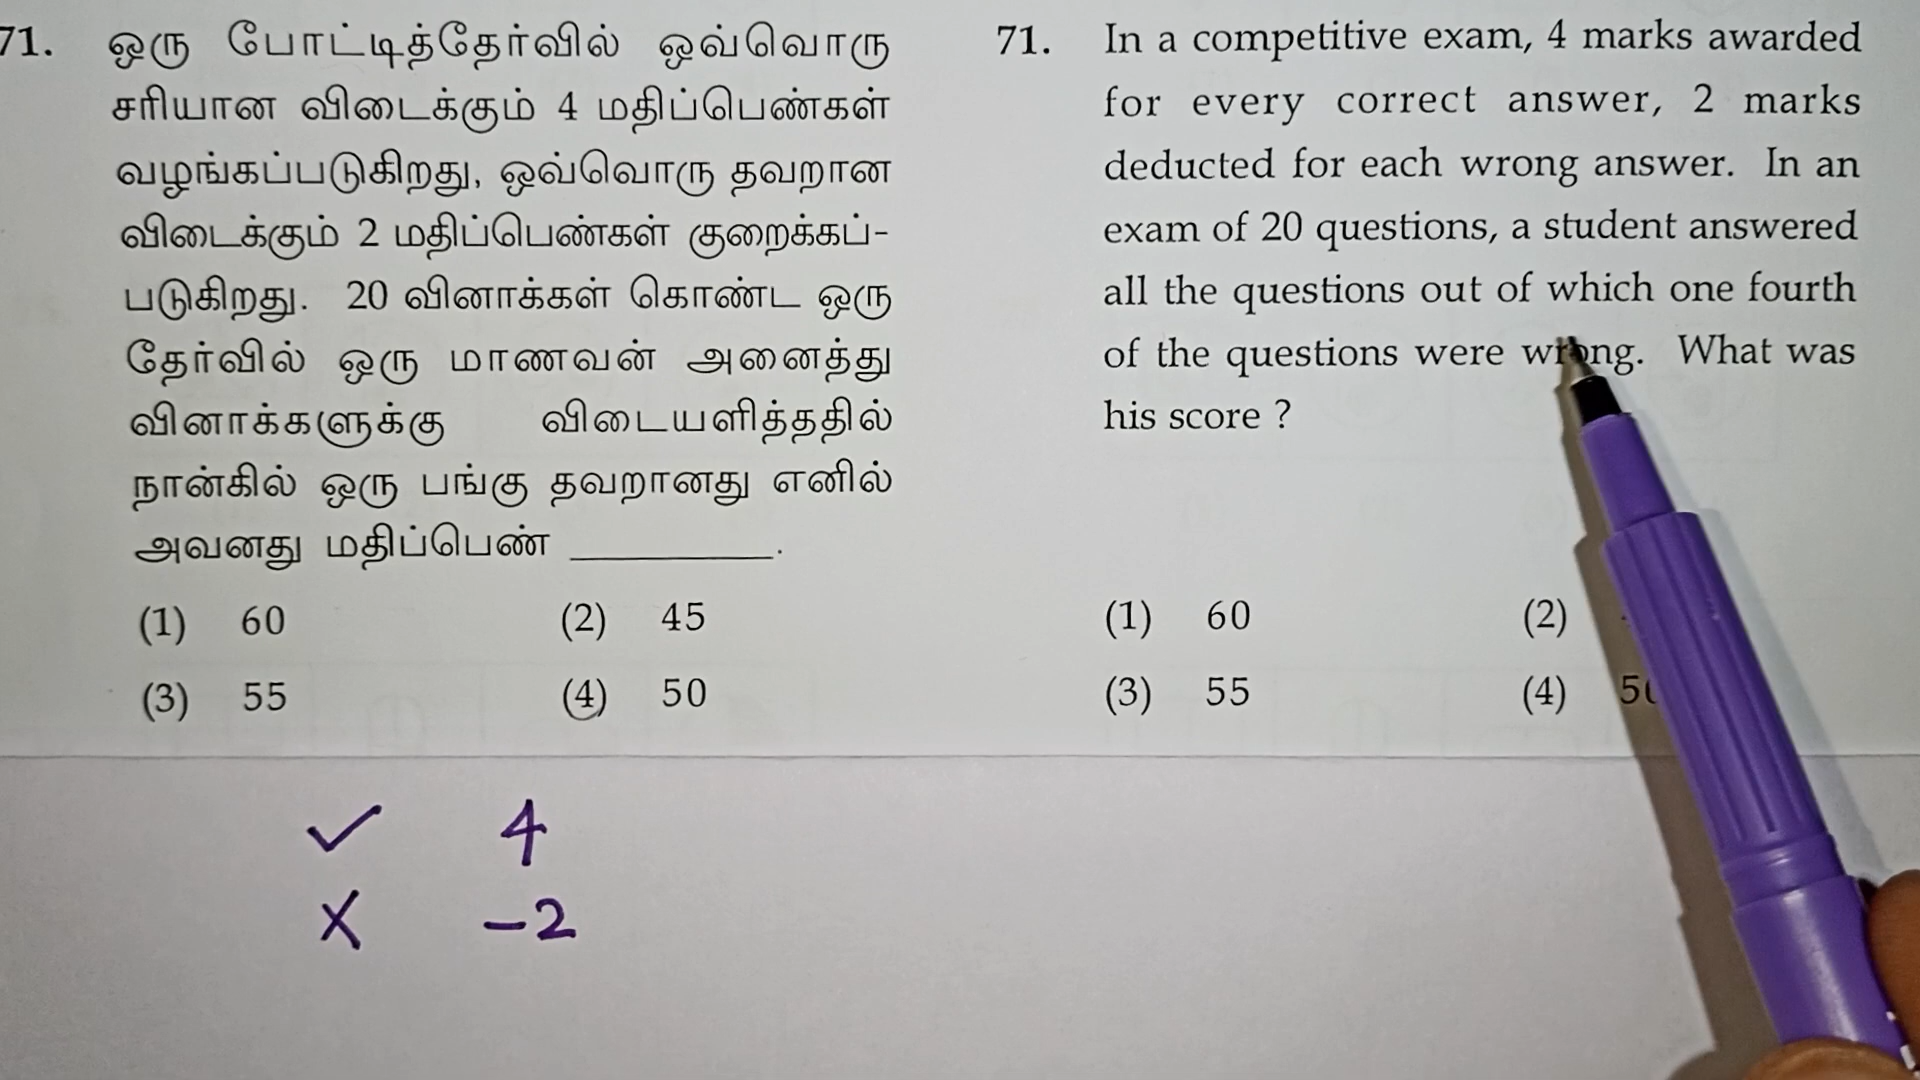 71.
ஒரு போட்டித்தேர்வில் ஒவ்வொரு
சரியான விடைக்கும் 4 மதிப்பெண்கள்
வழங்கப்படுகிறது, ஒவ்வொரு தவறான
விடைக்கும் 2 மதிப்பெண்கள் குறைக்கப்-
படுகிறது. 20 வினாக்கள் கொண்ட ஒரு
தேர்வில் ஒரு மாணவன் அனைத்து
வினாக்களுக்கு விடையளித்ததில்
நான்கில் ஒரு பங்கு தவறானது எனில்
அவனது மதிப்பெண் ________.
(1) 60 (2) 45
(3) 55 (4) 50
71. In a competitive exam, 4 marks awarded
for every correct answer, 2 marks
deducted for each wrong answer. In an
exam of 20 questions, a student answered
all the questions out of which one fourth
of the questions were wrong. What was
his score ?
(1) 60 (2)
(3) 55 (4)
✓ 4
X -2